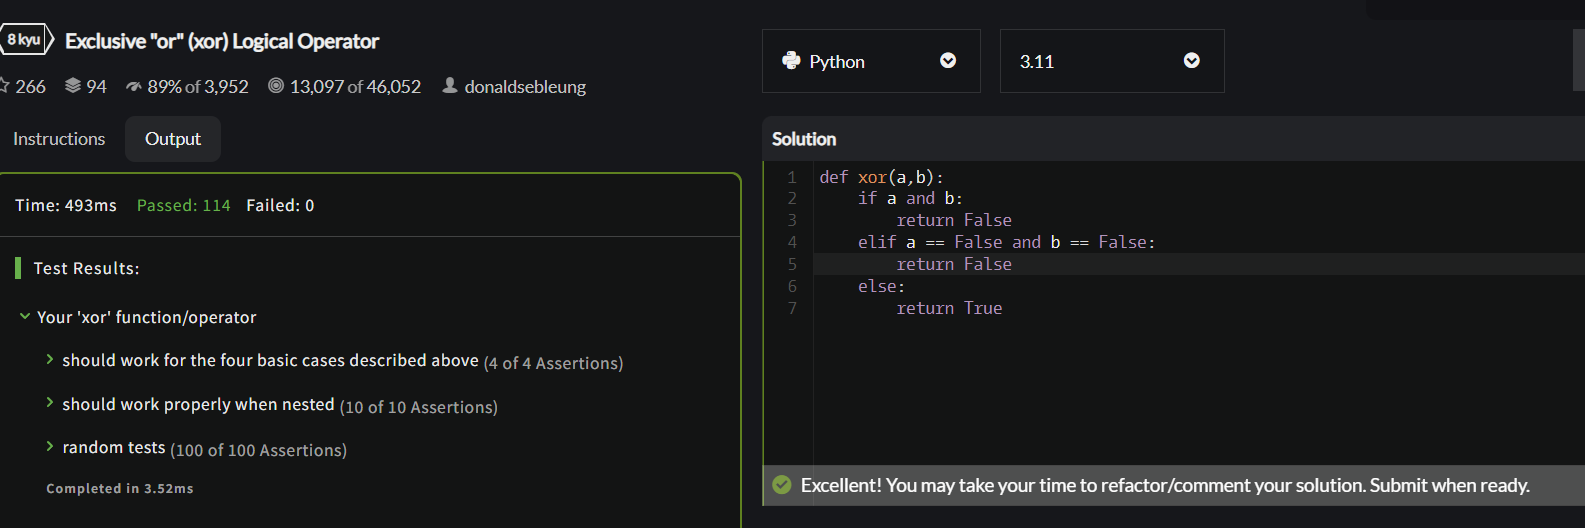 8 kyu Exclusive "or" (xor) Logical Operator
266 94 89% of 3,952 13,097 of 46,052 donaldsebleung
Instructions Output
Time: 493ms Passed: 114 Failed: 0
Test Results:
Your 'xor' function/operator
should work for the four basic cases described above (4 of 4 Assertions)
should work properly when nested (10 of 10 Assertions)
random tests (100 of 100 Assertions)
Completed in 3.52ms
Python 3.11
Solution
1 def xor(a,b):
2     if a and b:
3         return False
4     elif a == False and b == False:
5         return False
6     else:
7         return True
Excellent! You may take your time to refactor/comment your solution. Submit when ready.